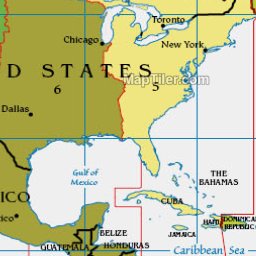 Toronto
Chicago
New York
MapTiler.com
D STATES
6
5
Dallas
Gulf of
Mexico
THE
BAHAMAS
ICO
CUBA
HAITI
DOMINICAN
REPUBLIC
JAMAICA
Mexico
BELIZE
GUATEMALA
HONDURAS
Caribbean Sea